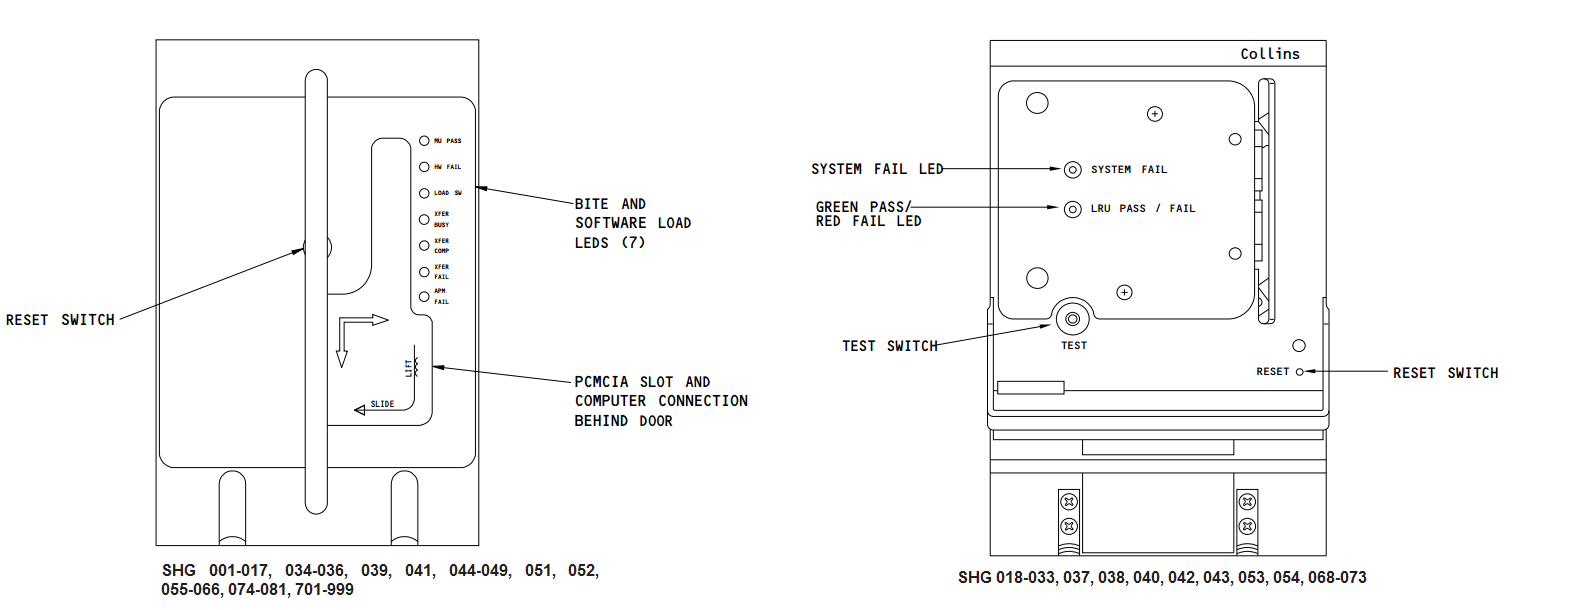 MU PASS
HW FAIL
LOAD SW
XFER
BUSY
XFER
COMP
XFER
FAIL
APM
FAIL
LIFT
SLIDE
RESET SWITCH
BITE AND
SOFTWARE LOAD
LEDS (7)
PCMCIA SLOT AND
COMPUTER CONNECTION
BEHIND DOOR
SHG 001-017, 034-036, 039, 041, 044-049, 051, 052,
055-066, 074-081, 701-999
Collins
SYSTEM FAIL LED
SYSTEM FAIL
GREEN PASS/
RED FAIL LED
LRU PASS / FAIL
TEST SWITCH
TEST
RESET
RESET SWITCH
SHG 018-033, 037, 038, 040, 042, 043, 053, 054, 068-073